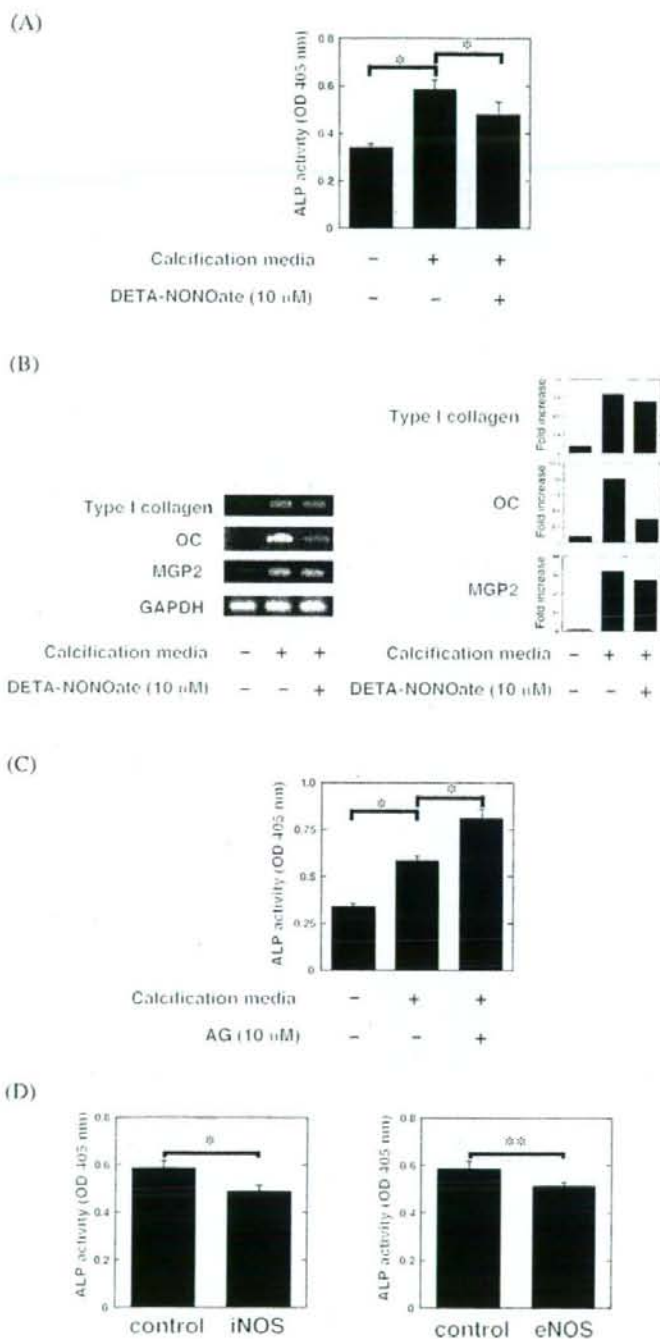 (A)
ALP activity (OD 405 nm)
0.8
0.6
0.4
0.2
0
* *
Calcification media - + +
DETA-NONOate (10 uM) - - +
(B)
Type I collagen
OC
MGP2
GAPDH
Calcification media - + +
DETA-NONOate (10 uM) - - +
Type I collagen
Fold increase
OC
Fold increase
MGP2
Fold increase
Calcification media - + +
DETA-NONOate (10 uM) - - +
(C)
ALP activity (OD 405 nm)
1.0
0.75
0.5
0.25
0
* *
Calcification media - + +
AG (10 uM) - - +
(D)
ALP activity (OD 405 nm)
0.8
0.6
0.4
0.2
0
*
control iNOS
ALP activity (OD 405 nm)
0.8
0.6
0.4
0.2
0
**
control eNOS